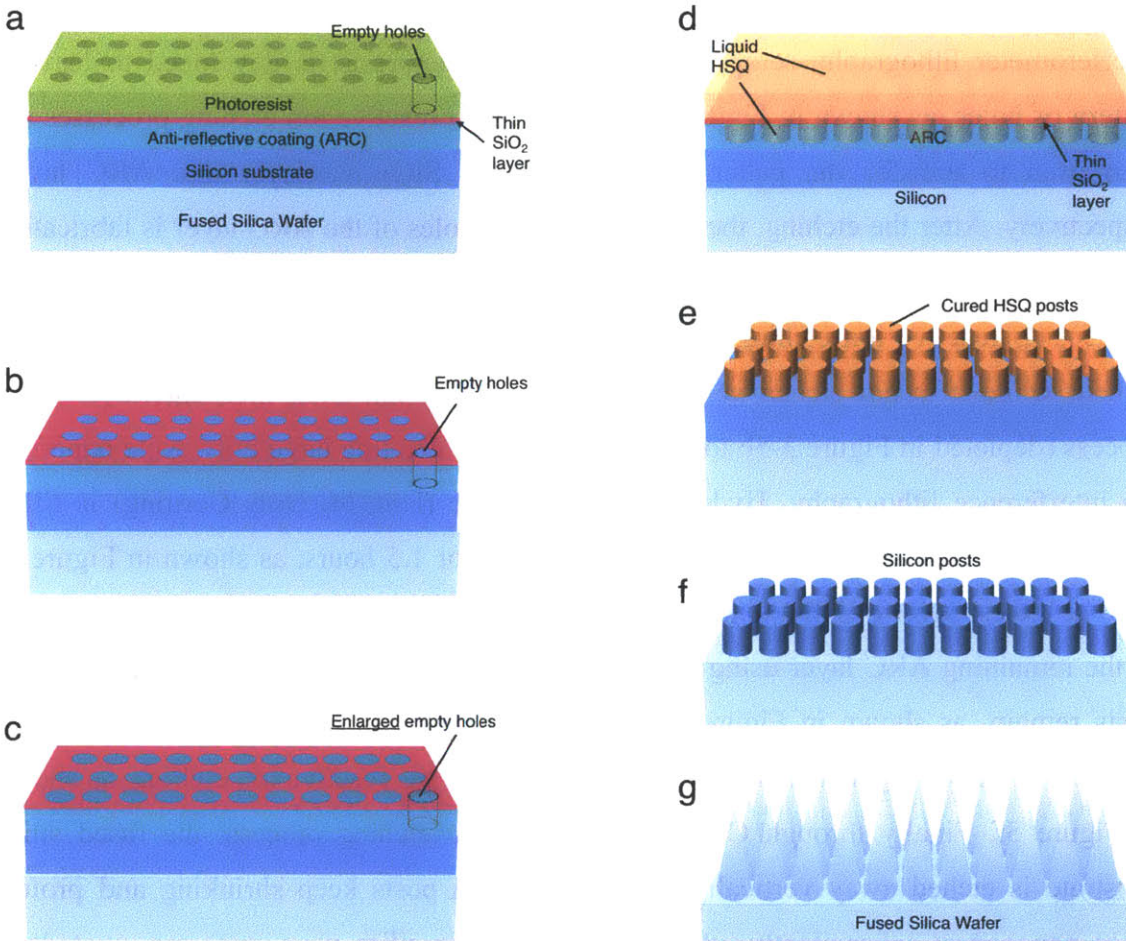 a
Empty holes
Photoresist
Thin
SiO₂
layer
Anti-reflective coating (ARC)
Silicon substrate
Fused Silica Wafer
b
Empty holes
c
Enlarged empty holes
d
Liquid
HSQ
ARC
Thin
SiO₂
layer
Silicon
e
Cured HSQ posts
f
Silicon posts
g
Fused Silica Wafer